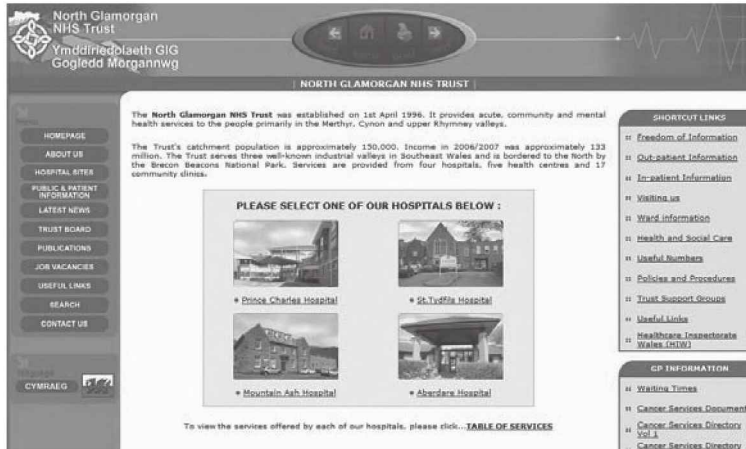 North Glamorgan
NHS Trust
Ymddiriedolaeth GIG
Gogledd Morgannwg
| NORTH GLAMORGAN NHS TRUST |
HOMEPAGE
ABOUT US
HOSPITAL SITES
PUBLIC & PATIENT
INFORMATION
LATEST NEWS
TRUST BOARD
PUBLICATIONS
JOB VACANCIES
USEFUL LINKS
SEARCH
CONTACT US
language
CYMRAEG
The North Glamorgan NHS Trust was established on 1st April 1996. It provides acute, community and mental
health services to the people primarily in the Merthyr, Cynon and upper Rhymney valleys.
The Trust's catchment population is approximately 150,000. Income in 2006/2007 was approximately 133
million. The Trust serves three well-known industrial valleys in Southeast Wales and is bordered to the North by
the Brecon Beacons National Park. Services are provided from four hospitals, five health centres and 17
community clinics.
PLEASE SELECT ONE OF OUR HOSPITALS BELOW :
Prince Charles Hospital
St.Tydfils Hospital
Mountain Ash Hospital
Aberdare Hospital
To view the services offered by each of our hospitals, please click...TABLE OF SERVICES
SHORTCUT LINKS
Freedom of Information
Out-patient Information
In-patient Information
Visiting us
Ward information
Health and Social Care
Useful Numbers
Policies and Procedures
Trust Support Groups
Useful Links
Healthcare Inspectorate
Wales (HIW)
GP INFORMATION
Waiting Times
Cancer Services Document
Cancer Services Directory
Vol 1
Cancer Services Directory